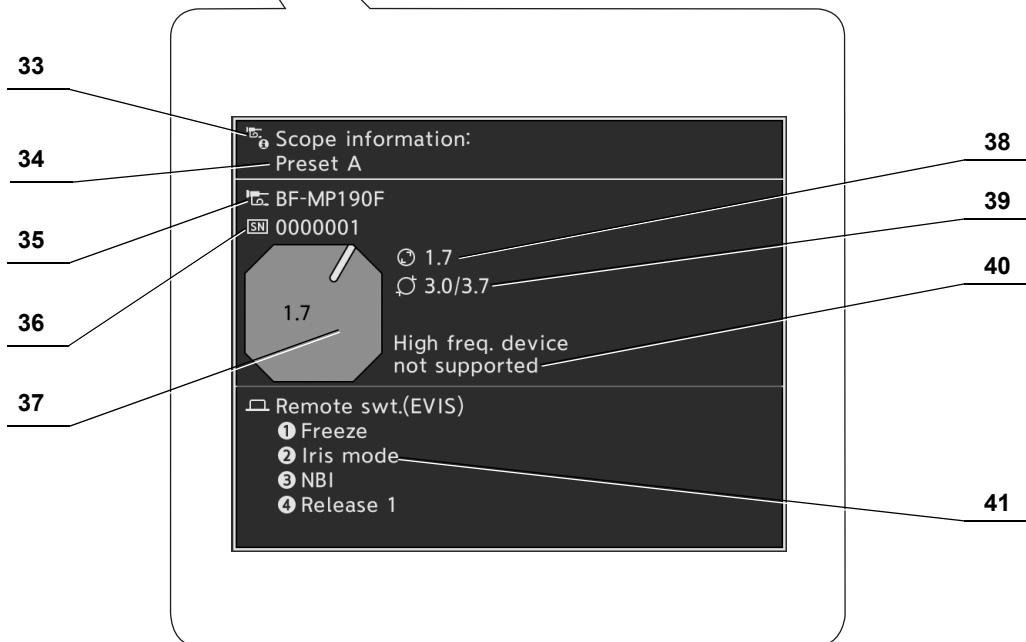 33
34
35
36
37
Scope information:
Preset A
BF-MP190F
SN 0000001
1.7
3.0/3.7
1.7
High freq. device
not supported
Remote swt.(EVIS)
1 Freeze
2 Iris mode
3 NBI
4 Release 1
38
39
40
41